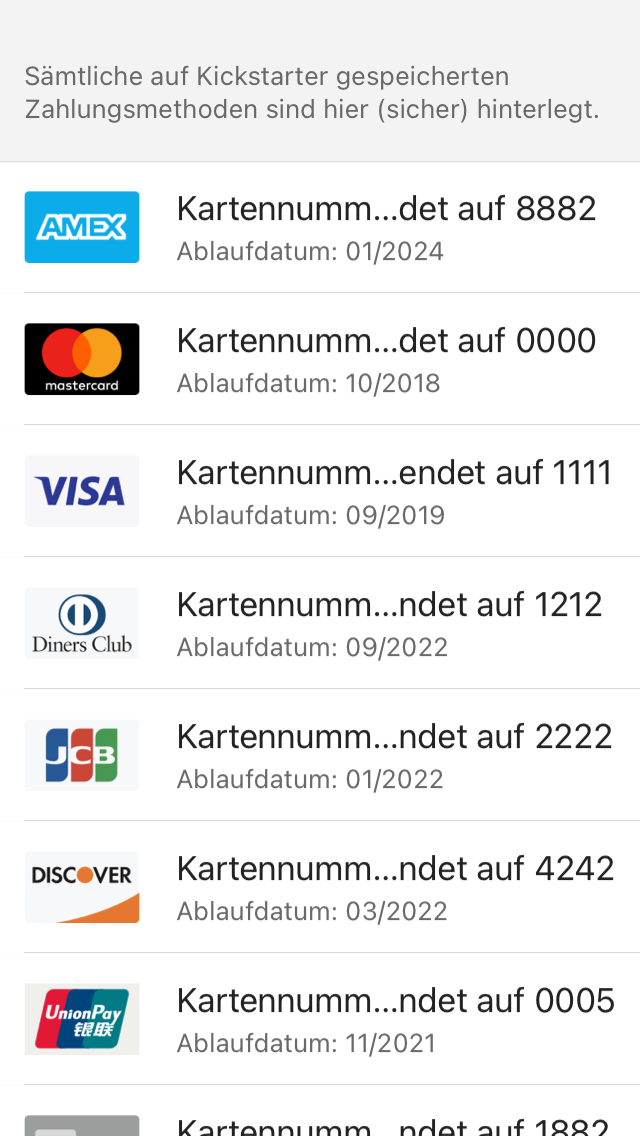 Sämtliche auf Kickstarter gespeicherten
Zahlungsmethoden sind hier (sicher) hinterlegt.
AMEX
Kartennumm...det auf 8882
Ablaufdatum: 01/2024
mastercard
Kartennumm...det auf 0000
Ablaufdatum: 10/2018
VISA
Kartennumm...endet auf 1111
Ablaufdatum: 09/2019
Diners Club
Kartennumm...ndet auf 1212
Ablaufdatum: 09/2022
JCB
Kartennumm...ndet auf 2222
Ablaufdatum: 01/2022
DISCOVER
Kartennumm...ndet auf 4242
Ablaufdatum: 03/2022
UnionPay
银联
Kartennumm...ndet auf 0005
Ablaufdatum: 11/2021
Kartennumm...ndet auf 1882